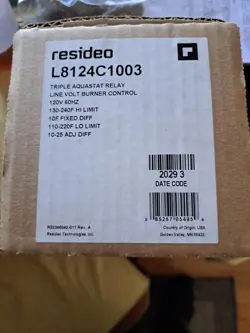 resideo
L8124C1003
TRIPLE AQUASTAT RELAY
LINE VOLT BURNER CONTROL
120V 60HZ
130-240F HI LIMIT
10F FIXED DIFF
110-220F LO LIMIT
10-25 ADJ DIFF
2029 3
DATE CODE
Resideo Technologies, Inc.
Country of Origin, USA
Golden Valley, MN 55422